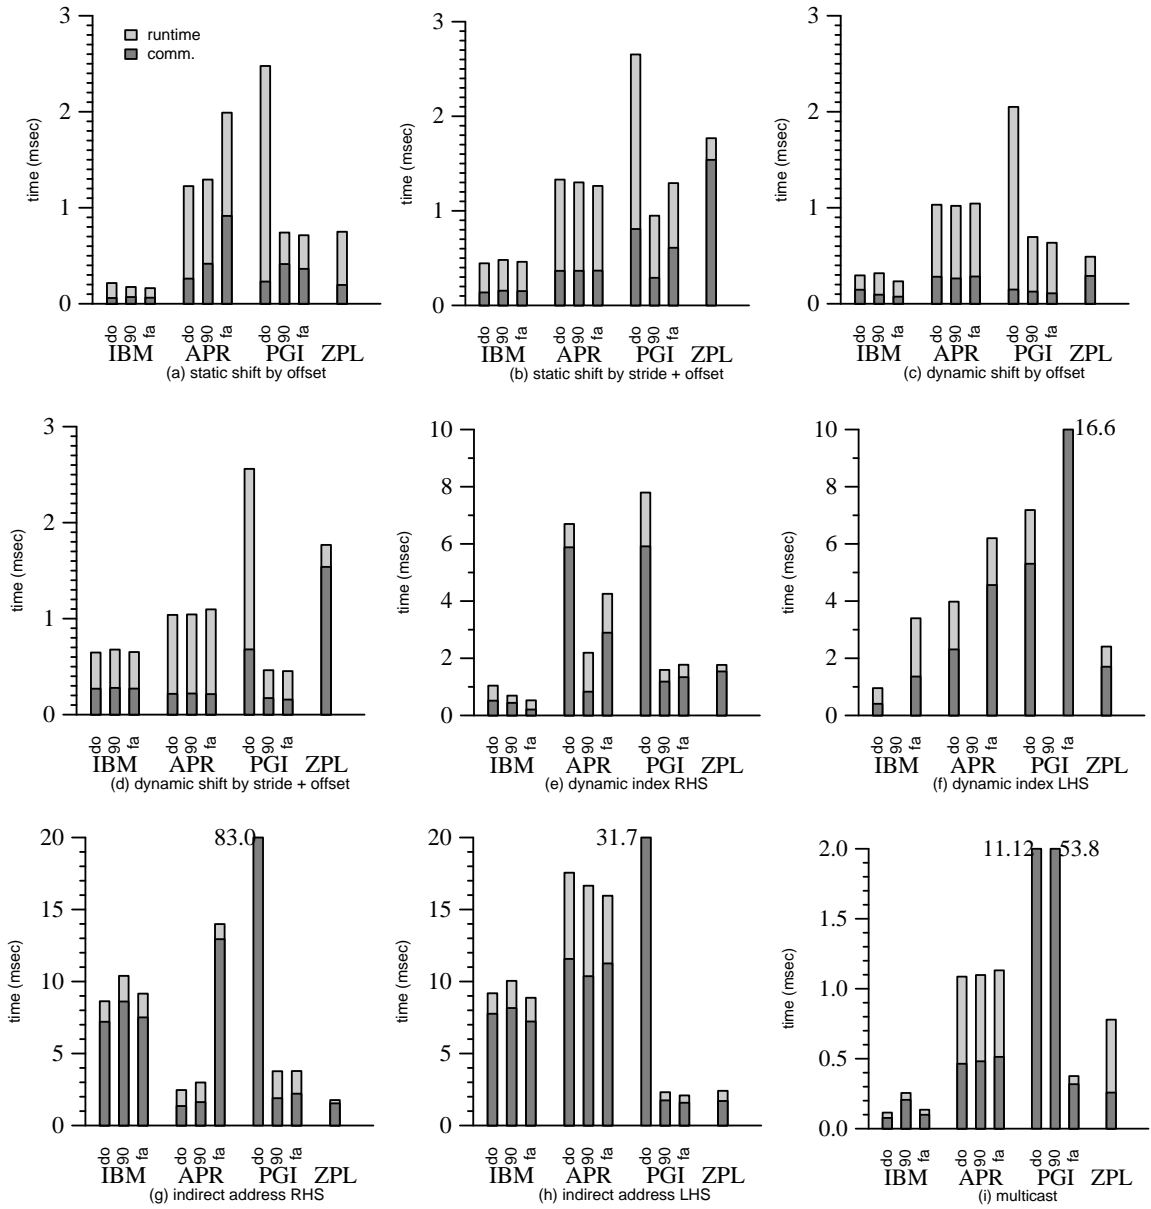 3
2
1
0
time (msec)
runtime
comm.
do 90 fa do 90 fa do 90 fa
IBM APR PGI ZPL
(a) static shift by offset
3
2
1
0
time (msec)
do 90 fa do 90 fa do 90 fa
IBM APR PGI ZPL
(b) static shift by stride + offset
3
2
1
0
time (msec)
do 90 fa do 90 fa do 90 fa
IBM APR PGI ZPL
(c) dynamic shift by offset
3
2
1
0
time (msec)
do 90 fa do 90 fa do 90 fa
IBM APR PGI ZPL
(d) dynamic shift by stride + offset
10
8
6
4
2
0
time (msec)
do 90 fa do 90 fa do 90 fa
IBM APR PGI ZPL
(e) dynamic index RHS
10
8
6
4
2
0
time (msec)
16.6
do 90 fa do 90 fa do 90 fa
IBM APR PGI ZPL
(f) dynamic index LHS
20
15
10
5
0
time (msec)
83.0
do 90 fa do 90 fa do 90 fa
IBM APR PGI ZPL
(g) indirect address RHS
20
15
10
5
0
time (msec)
31.7
do 90 fa do 90 fa do 90 fa
IBM APR PGI ZPL
(h) indirect address LHS
2.0
1.5
1.0
0.5
0.0
time (msec)
11.12 53.8
do 90 fa do 90 fa do 90 fa
IBM APR PGI ZPL
(i) multicast